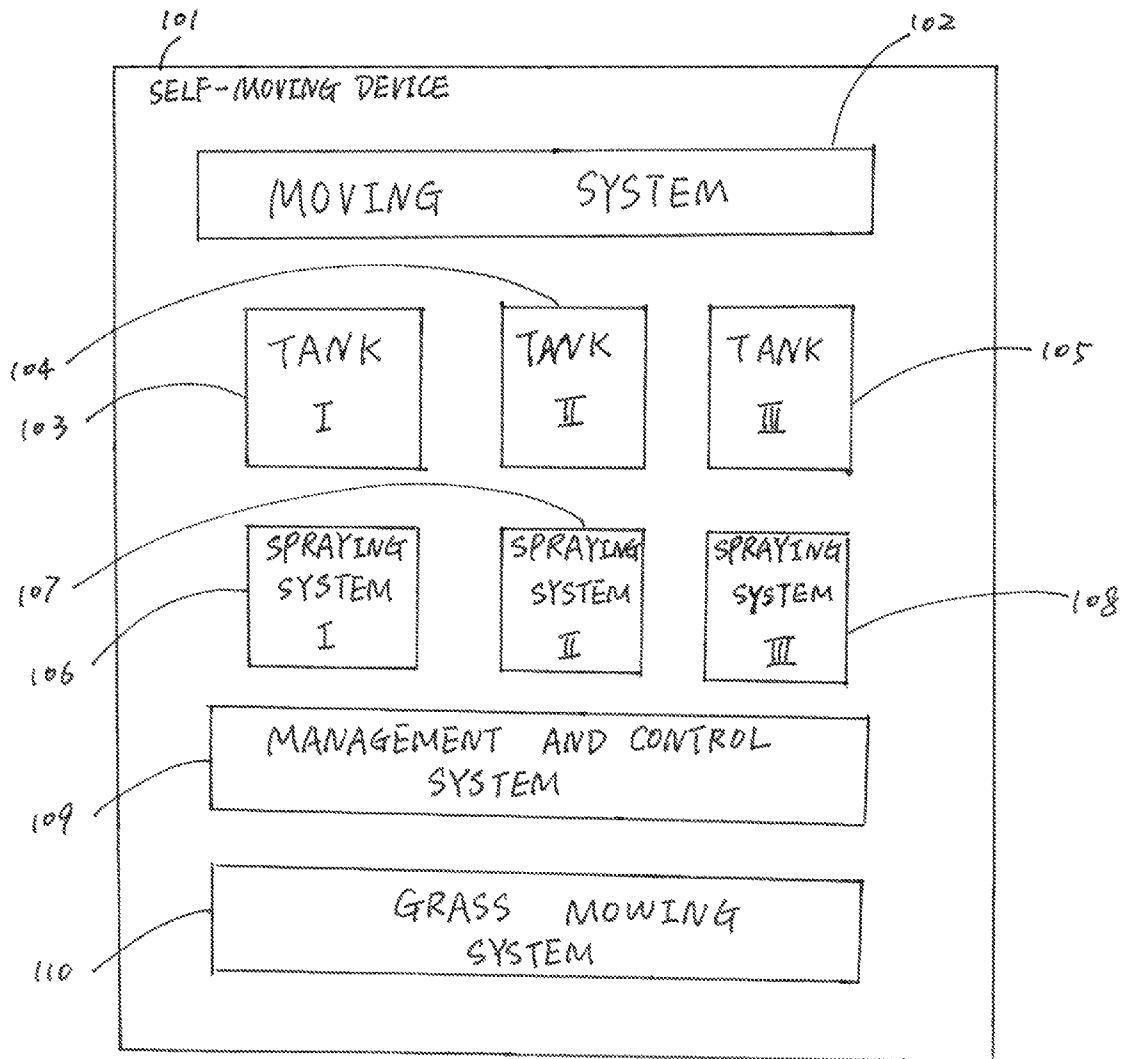 101
102
SELF-MOVING DEVICE
MOVING SYSTEM
104
103
TANK
I
TANK
II
TANK
III
105
107
106
SPRAYING
SYSTEM
I
SPRAYING
SYSTEM
II
SPRAYING
SYSTEM
III
108
109
MANAGEMENT AND CONTROL
SYSTEM
110
GRASS MOWING
SYSTEM